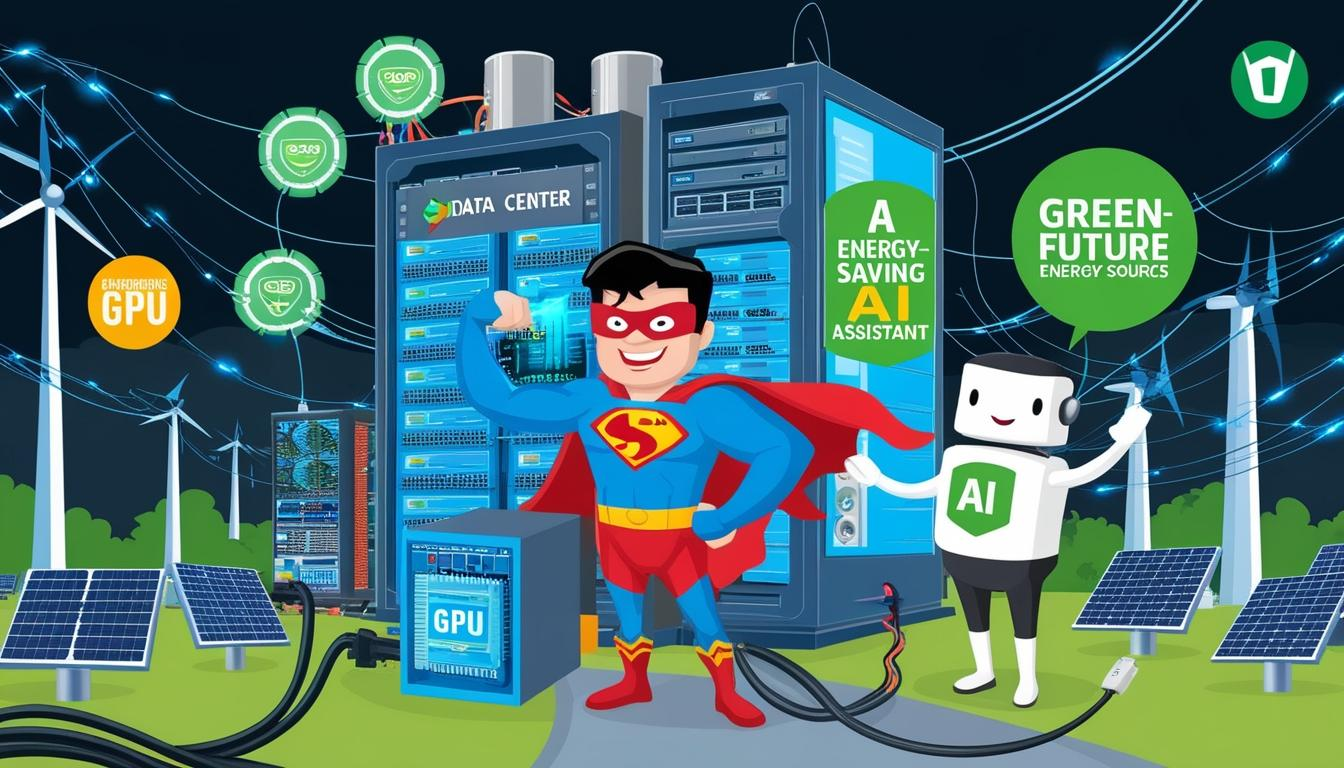 GPU
DATA CENTER
A
ENERGY-
SAVING
AI
ASSISTANT
GREEN-
FUTURE
ENERGY SOURCS
S
AI
GPU